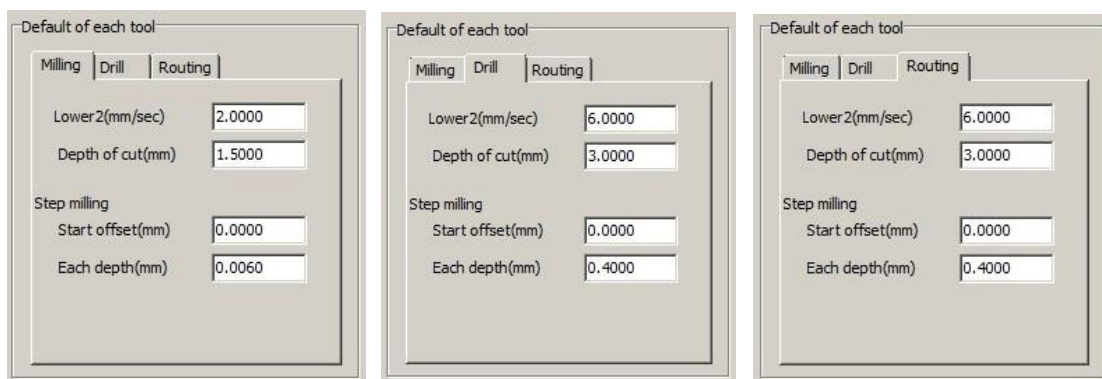 Default of each tool
Milling Drill Routing
Lower2(mm/sec) 2.0000
Depth of cut(mm) 1.5000
Step milling
Start offset(mm) 0.0000
Each depth(mm) 0.0060
Default of each tool
Milling Drill Routing
Lower2(mm/sec) 6.0000
Depth of cut(mm) 3.0000
Step milling
Start offset(mm) 0.0000
Each depth(mm) 0.4000
Default of each tool
Milling Drill Routing
Lower2(mm/sec) 6.0000
Depth of cut(mm) 3.0000
Step milling
Start offset(mm) 0.0000
Each depth(mm) 0.4000